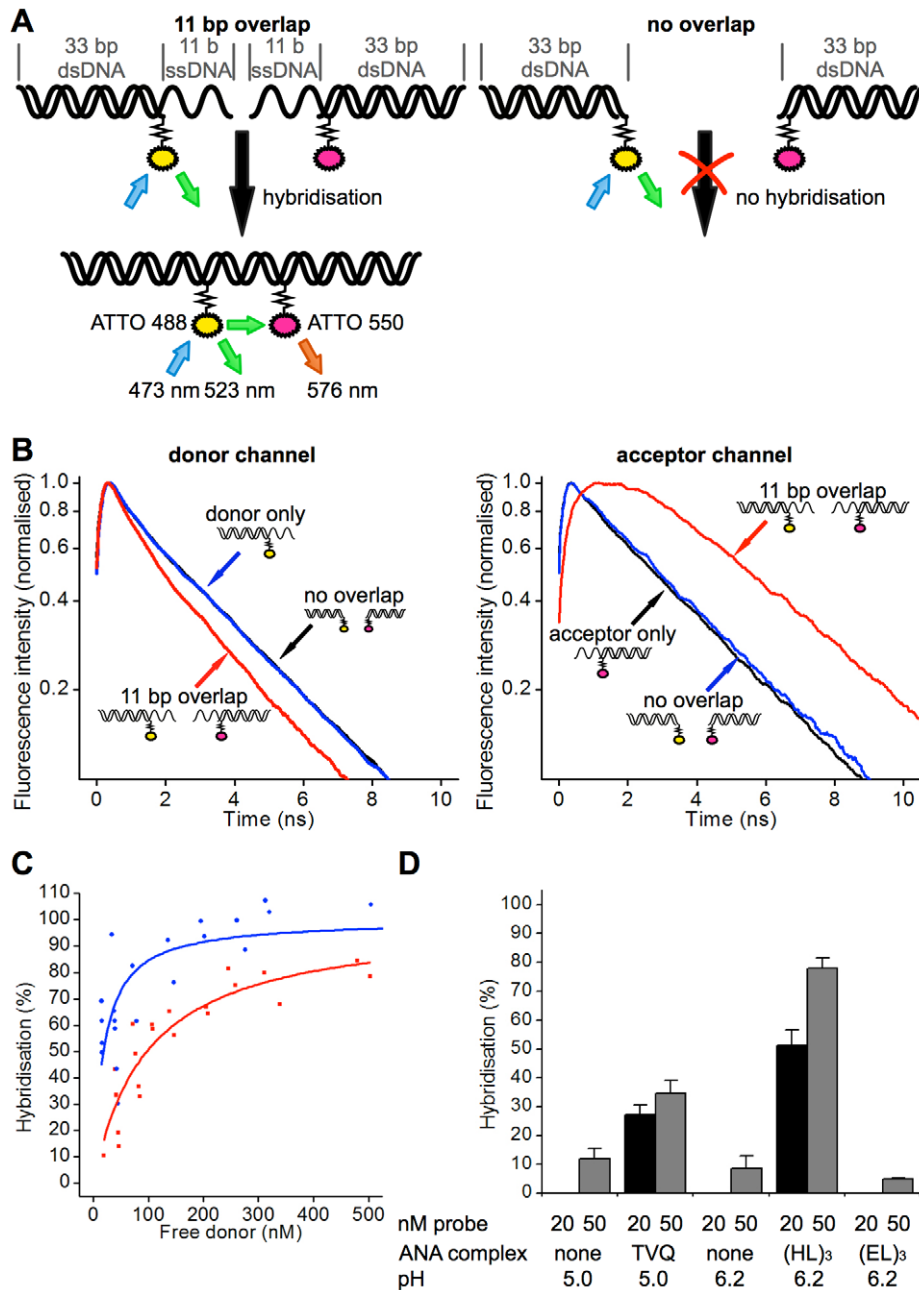 A
11 bp overlap
no overlap
33 bp
dsDNA
11 b
ssDNA
11 b
ssDNA
33 bp
dsDNA
33 bp
dsDNA
33 bp
dsDNA
hybridisation
no hybridisation
ATTO 488
ATTO 550
473 nm
523 nm
576 nm
B
donor channel
Fluorescence intensity (normalised)
1.0
0.8
0.6
0.4
0.2
donor only
no overlap
11 bp overlap
0 2 4 6 8 10
Time (ns)
acceptor channel
Fluorescence intensity (normalised)
1.0
0.8
0.6
0.4
0.2
11 bp overlap
acceptor only
no overlap
0 2 4 6 8 10
Time (ns)
C
Hybridisation (%)
110
100
90
80
70
60
50
40
30
20
10
0
0 100 200 300 400 500
Free donor (nM)
D
Hybridisation (%)
100
90
80
70
60
50
40
30
20
10
0
nM probe 20 50 20 50 20 50 20 50 20 50
ANA complex none TVQ none (HL)₃ (EL)₃
pH 5.0 5.0 6.2 6.2 6.2